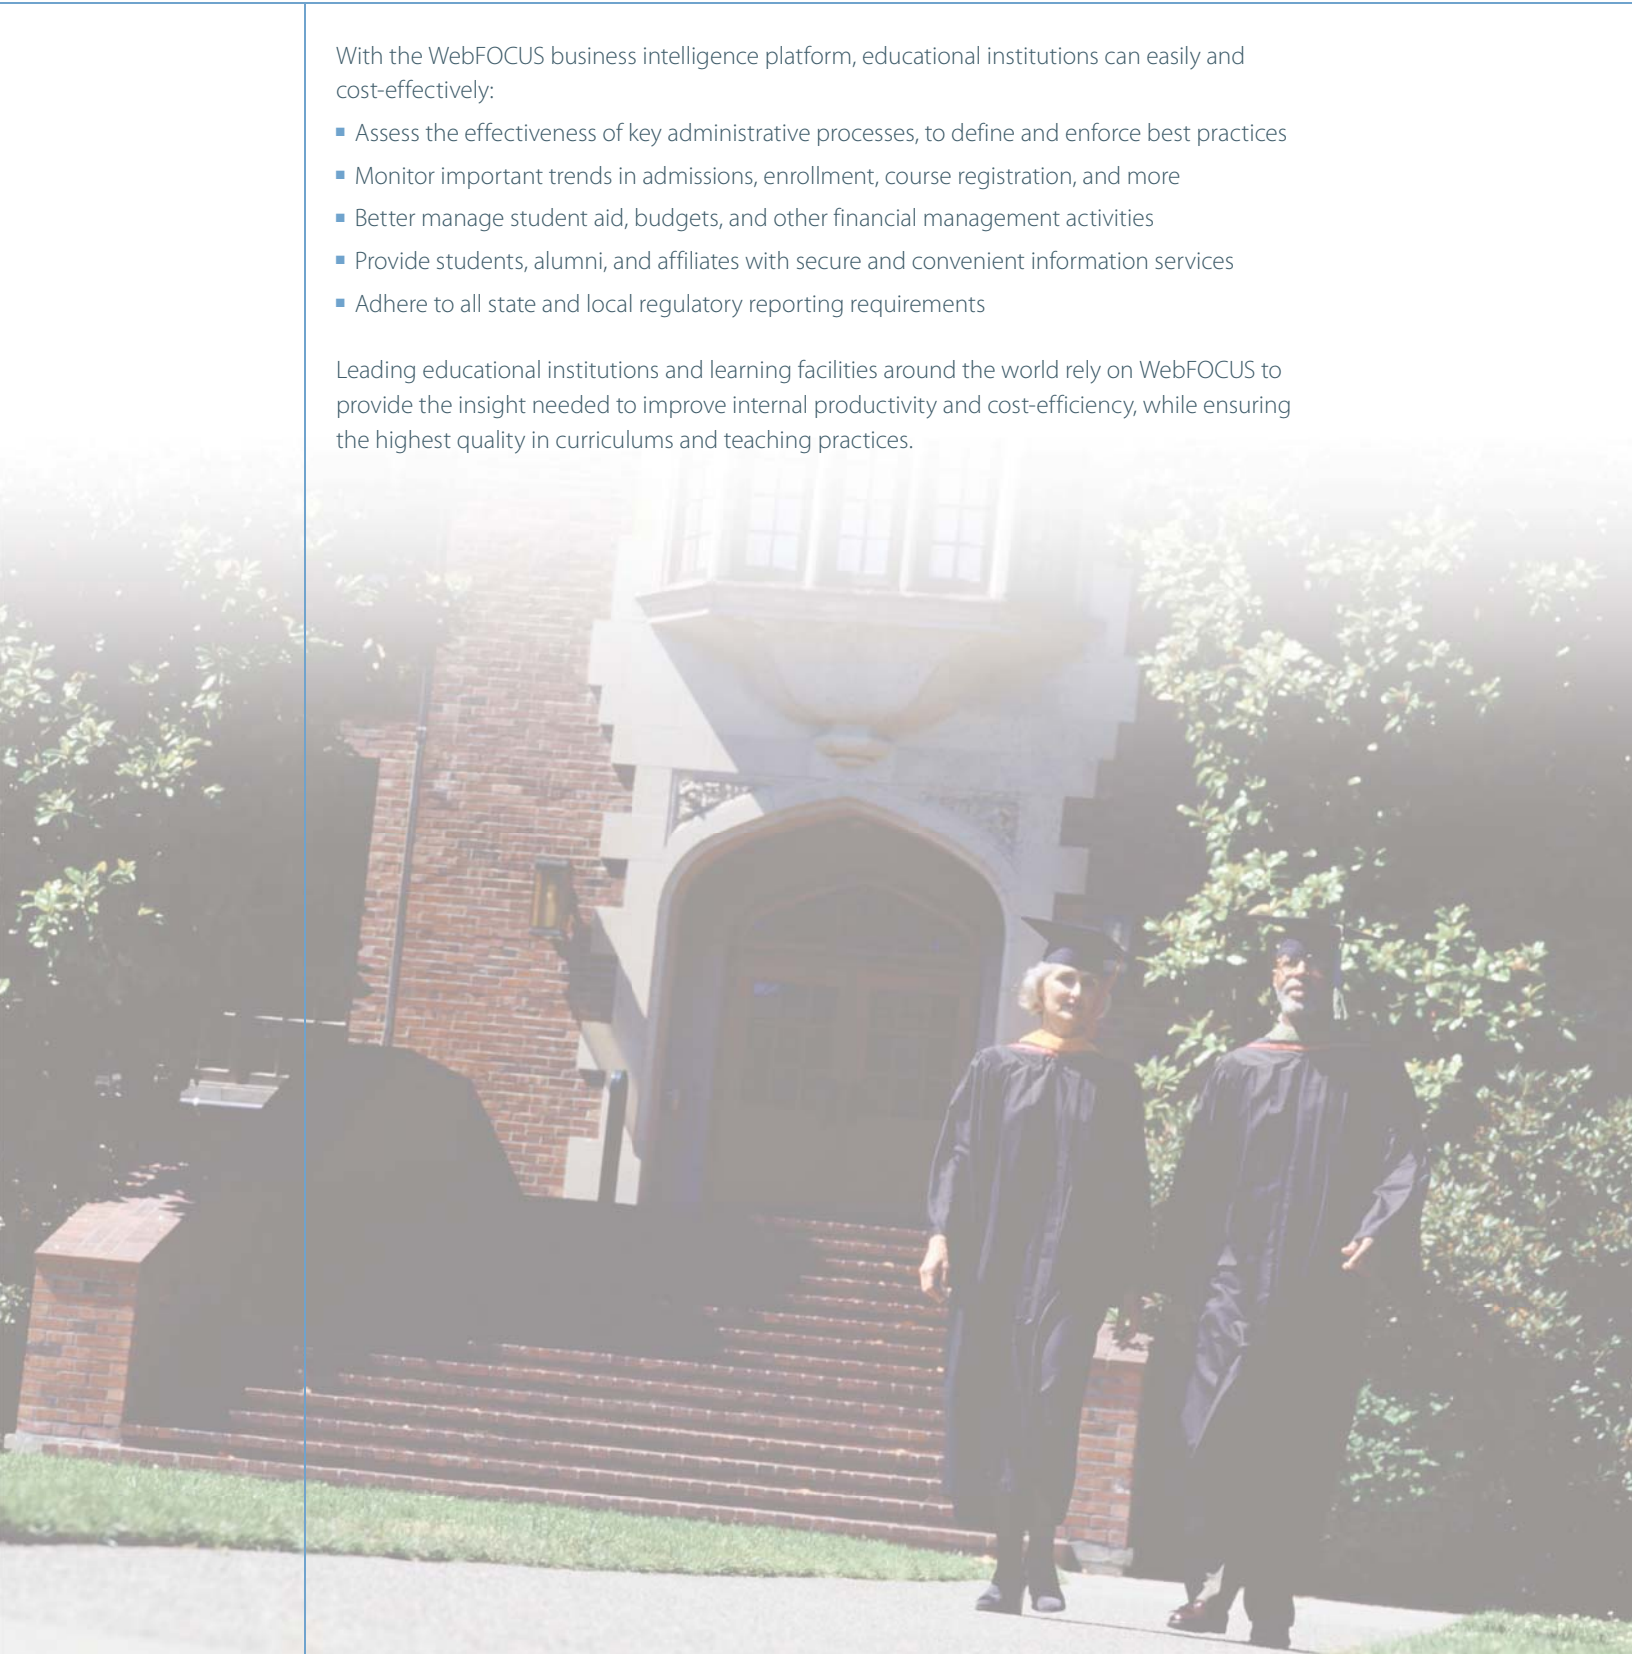 With the WebFOCUS business intelligence platform, educational institutions can easily and
cost-effectively:
■ Assess the effectiveness of key administrative processes, to define and enforce best practices
■ Monitor important trends in admissions, enrollment, course registration, and more
■ Better manage student aid, budgets, and other financial management activities
■ Provide students, alumni, and affiliates with secure and convenient information services
■ Adhere to all state and local regulatory reporting requirements
Leading educational institutions and learning facilities around the world rely on WebFOCUS to
provide the insight needed to improve internal productivity and cost-efficiency, while ensuring
the highest quality in curriculums and teaching practices.